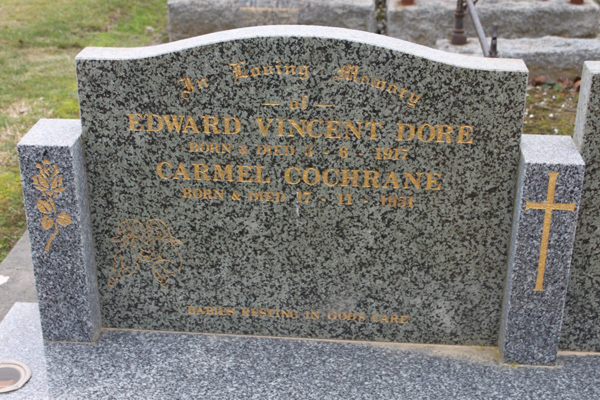 In Loving Memory
— of —
EDWARD VINCENT DORE
BORN & DIED 4 - 6 - 1917
CARMEL COCHRANE
BORN & DIED 17 - 11 - 1931
BABIES RESTING IN GOD'S CARE